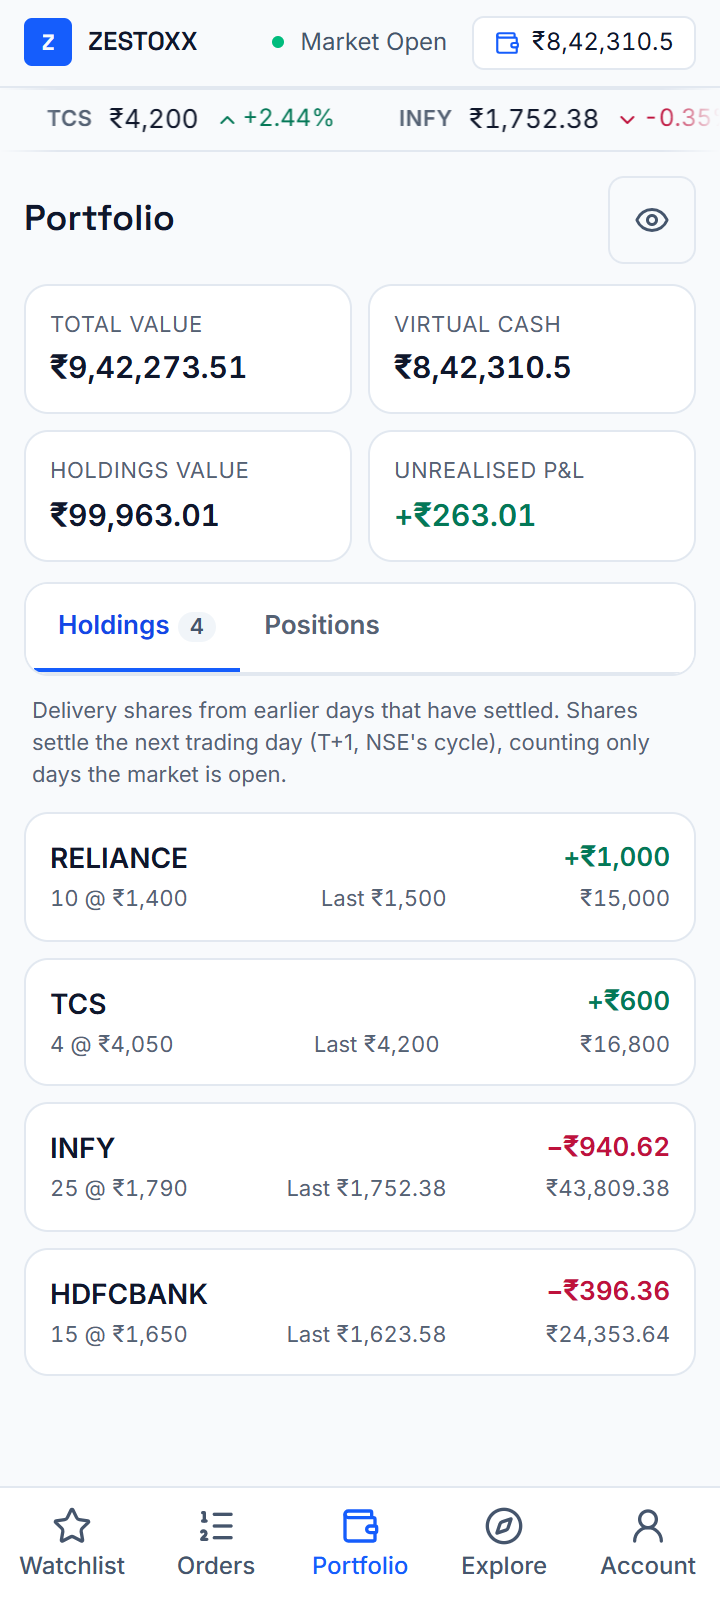 Z ZESTOXX Market Open ₹8,42,310.5
TCS ₹4,200 +2.44% INFY ₹1,752.38 -0.35
Portfolio
TOTAL VALUE VIRTUAL CASH
₹9,42,273.51 ₹8,42,310.5
HOLDINGS VALUE UNREALISED P&L
₹99,963.01 +₹263.01
Holdings 4 Positions
Delivery shares from earlier days that have settled. Shares
settle the next trading day (T+1, NSE's cycle), counting only
days the market is open.
RELIANCE +₹1,000
10 @ ₹1,400 Last ₹1,500 ₹15,000
TCS +₹600
4 @ ₹4,050 Last ₹4,200 ₹16,800
INFY −₹940.62
25 @ ₹1,790 Last ₹1,752.38 ₹43,809.38
HDFCBANK −₹396.36
15 @ ₹1,650 Last ₹1,623.58 ₹24,353.64
Watchlist Orders Portfolio Explore Account